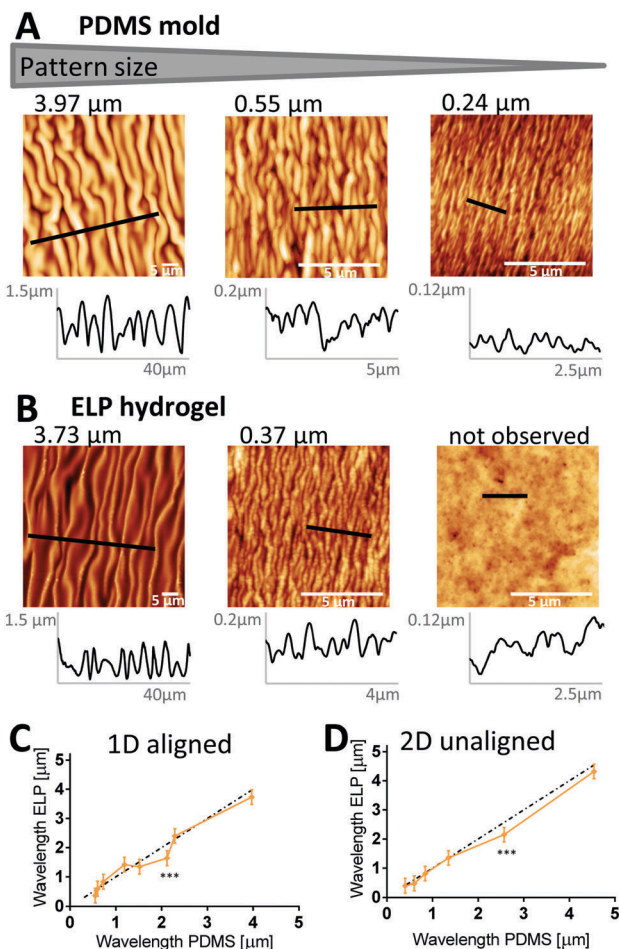 A PDMS mold
Pattern size
3.97 µm 0.55 µm 0.24 µm
5 µm 5 µm 5 µm
1.5µm 0.2µm 0.12µm
40µm 5µm 2.5µm
B ELP hydrogel
3.73 µm 0.37 µm not observed
5 µm 5 µm 5 µm
1.5 µm 0.2µm 0.12µm
40µm 4µm 2.5µm
C 1D aligned
Wavelength ELP [µm]
5
4
3
2
1
0
***
0 1 2 3 4 5
Wavelength PDMS [µm]
D 2D unaligned
Wavelength ELP [µm]
5
4
3
2
1
0
***
0 1 2 3 4 5
Wavelength PDMS [µm]